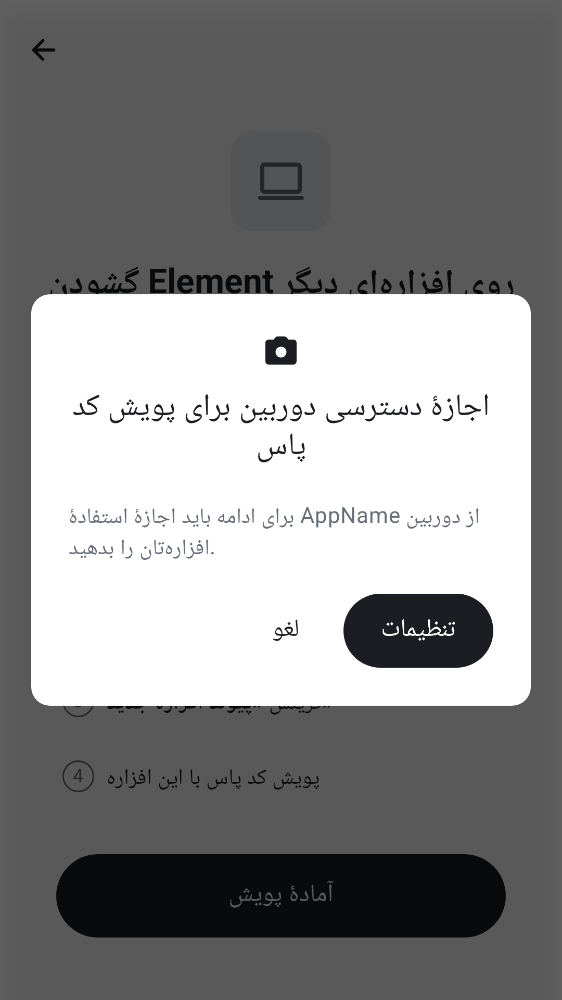 گشودن Element روی افزاره‌ای دیگر
اجازهٔ دسترسی دوربین برای پویش کد
پاس
برای ادامه باید اجازهٔ استفادهٔ AppName از دوربین
افزاره‌تان را بدهید.
لغو
تنظیمات
4 پویش کد پاس با این افزاره
آمادهٔ پویش